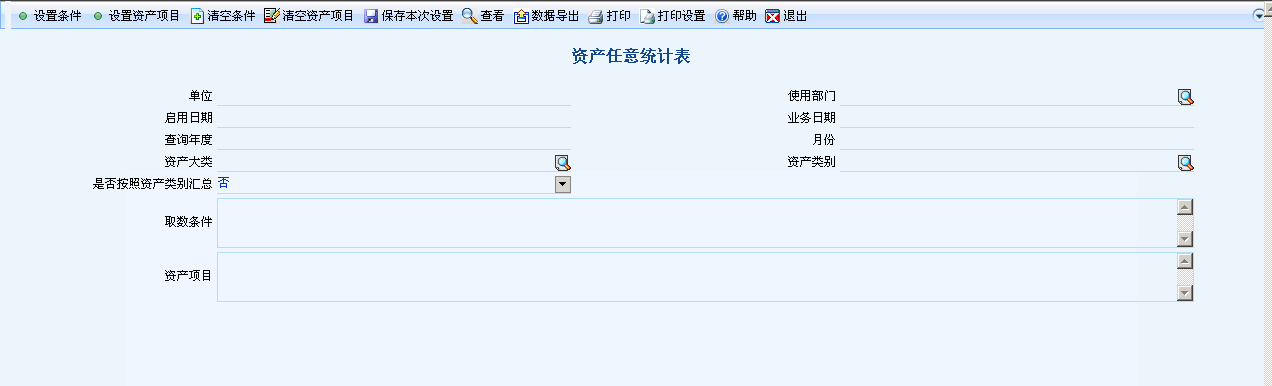 设置条件 设置资产项目 清空条件 清空资产项目 保存本次设置 查看 数据导出 打印 打印设置 帮助 退出
资产任意统计表
单位 使用部门
启用日期 业务日期
查询年度 月份
资产大类 资产类别
是否按照资产类别汇总 否
取数条件
资产项目